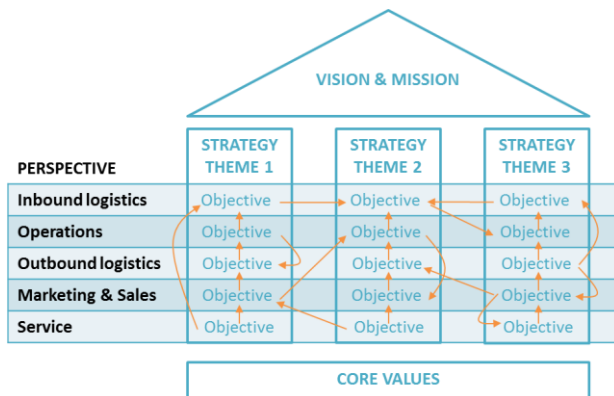 VISION & MISSION
STRATEGY THEME 1
STRATEGY THEME 2
STRATEGY THEME 3
PERSPECTIVE
Inbound logistics Objective Objective Objective
Operations Objective Objective Objective
Outbound logistics Objective Objective Objective
Marketing & Sales Objective Objective Objective
Service Objective Objective Objective
CORE VALUES